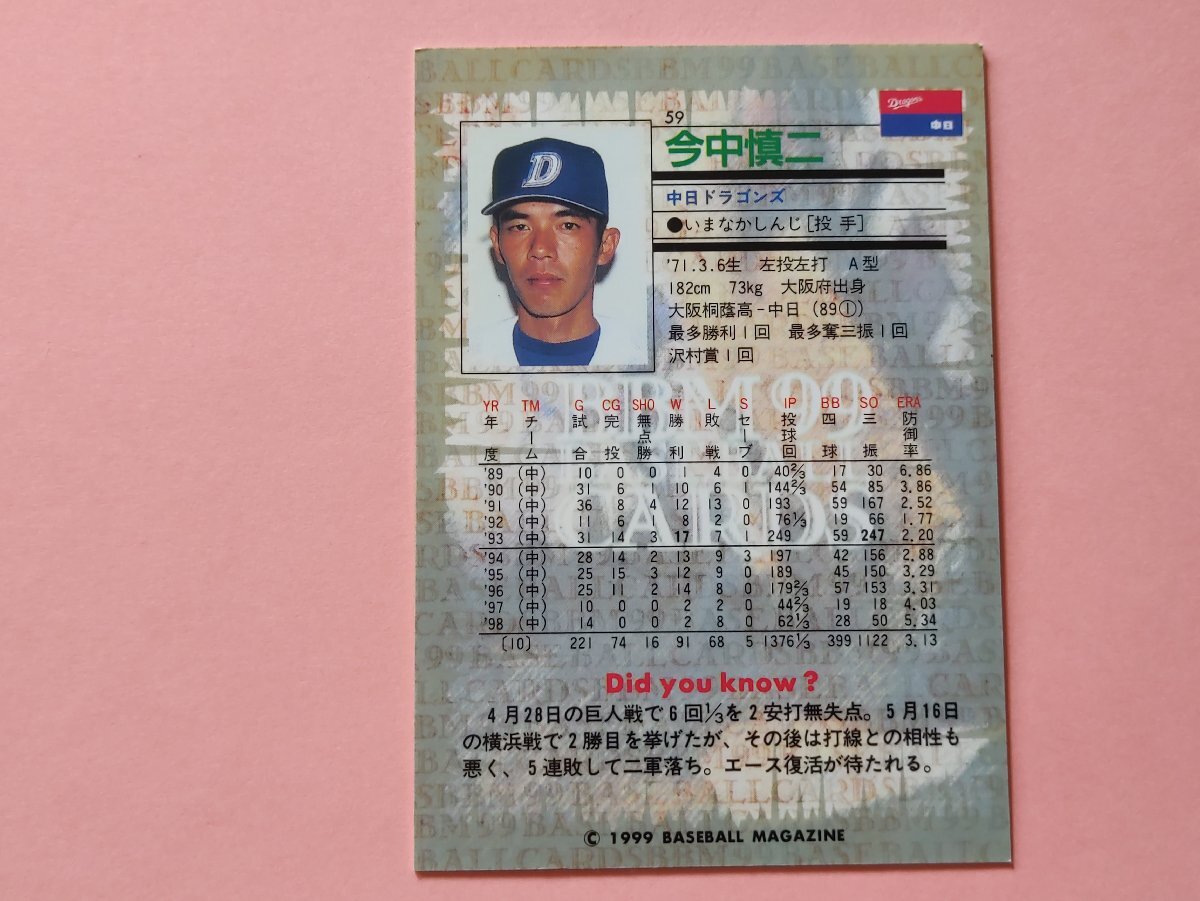 59
Dragons
中日
今中慎二
中日ドラゴンズ
●いまなかしんじ[投 手]
'71.3.6生 左投左打 A型
182cm 73kg 大阪府出身
大阪桐蔭高-中日(89①)
最多勝利1回 最多奪三振1回
沢村賞1回
YR TM G CG SHO W L S IP BB SO ERA
年度 チーム 試合 完投 無点勝 勝利 敗戦 セーブ 投球回 四球 三振 防御率
'89 (中) 10 0 0 1 4 0 40⅔ 17 30 6.86
'90 (中) 31 6 1 10 6 1 144⅔ 54 85 3.86
'91 (中) 36 8 4 12 13 0 193 59 167 2.52
'92 (中) 11 6 1 8 2 0 76⅓ 19 66 1.77
'93 (中) 31 14 3 17 7 1 249 59 247 2.20
'94 (中) 28 14 2 13 9 3 197 42 156 2.88
'95 (中) 25 15 3 12 9 0 189 45 150 3.29
'96 (中) 25 11 2 14 8 0 179⅔ 57 153 3.31
'97 (中) 10 0 0 2 2 0 44⅔ 19 18 4.03
'98 (中) 14 0 0 2 8 0 62⅓ 28 50 5.34
[10] 221 74 16 91 68 5 1376⅓ 399 1122 3.13
Did you know?
4月28日の巨人戦で6回⅓を2安打無失点。5月16日
の横浜戦で2勝目を挙げたが、その後は打線との相性も
悪く、5連敗して二軍落ち。エース復活が待たれる。
© 1999 BASEBALL MAGAZINE